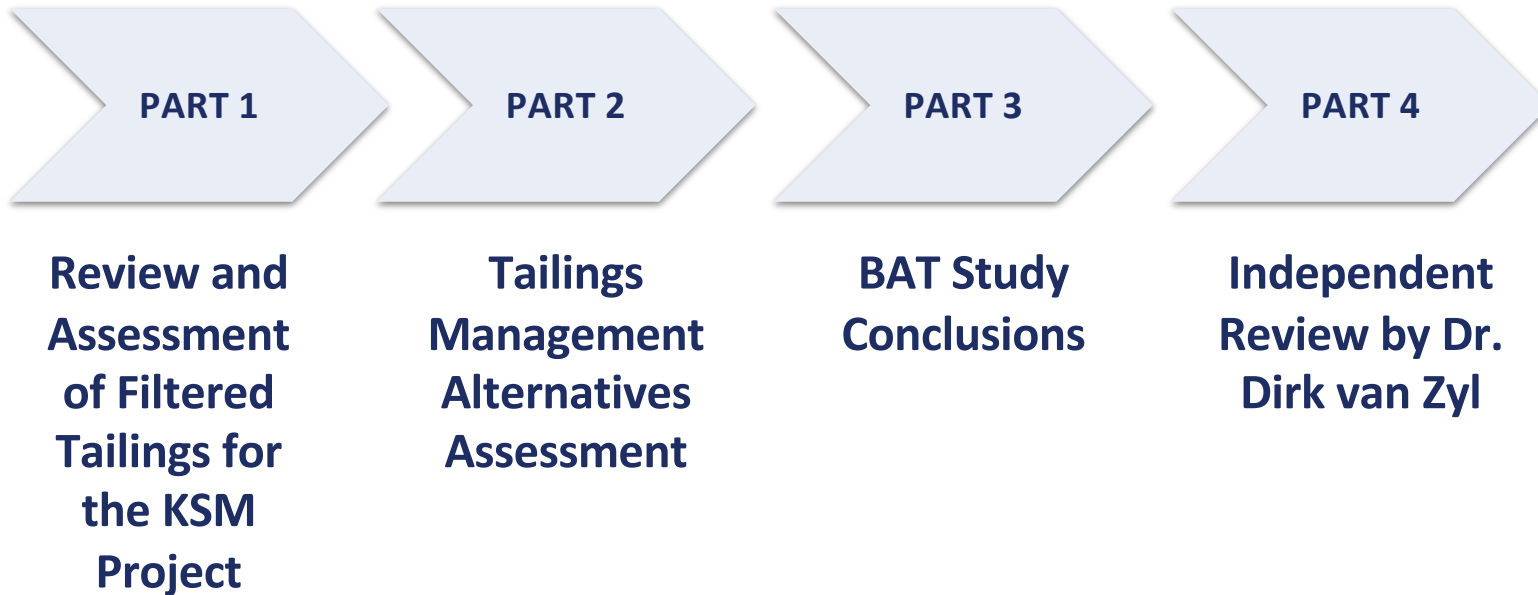 PART 1
Review and
Assessment
of Filtered
Tailings for
the KSM
Project
PART 2
Tailings
Management
Alternatives
Assessment
PART 3
BAT Study
Conclusions
PART 4
Independent
Review by Dr.
Dirk van Zyl